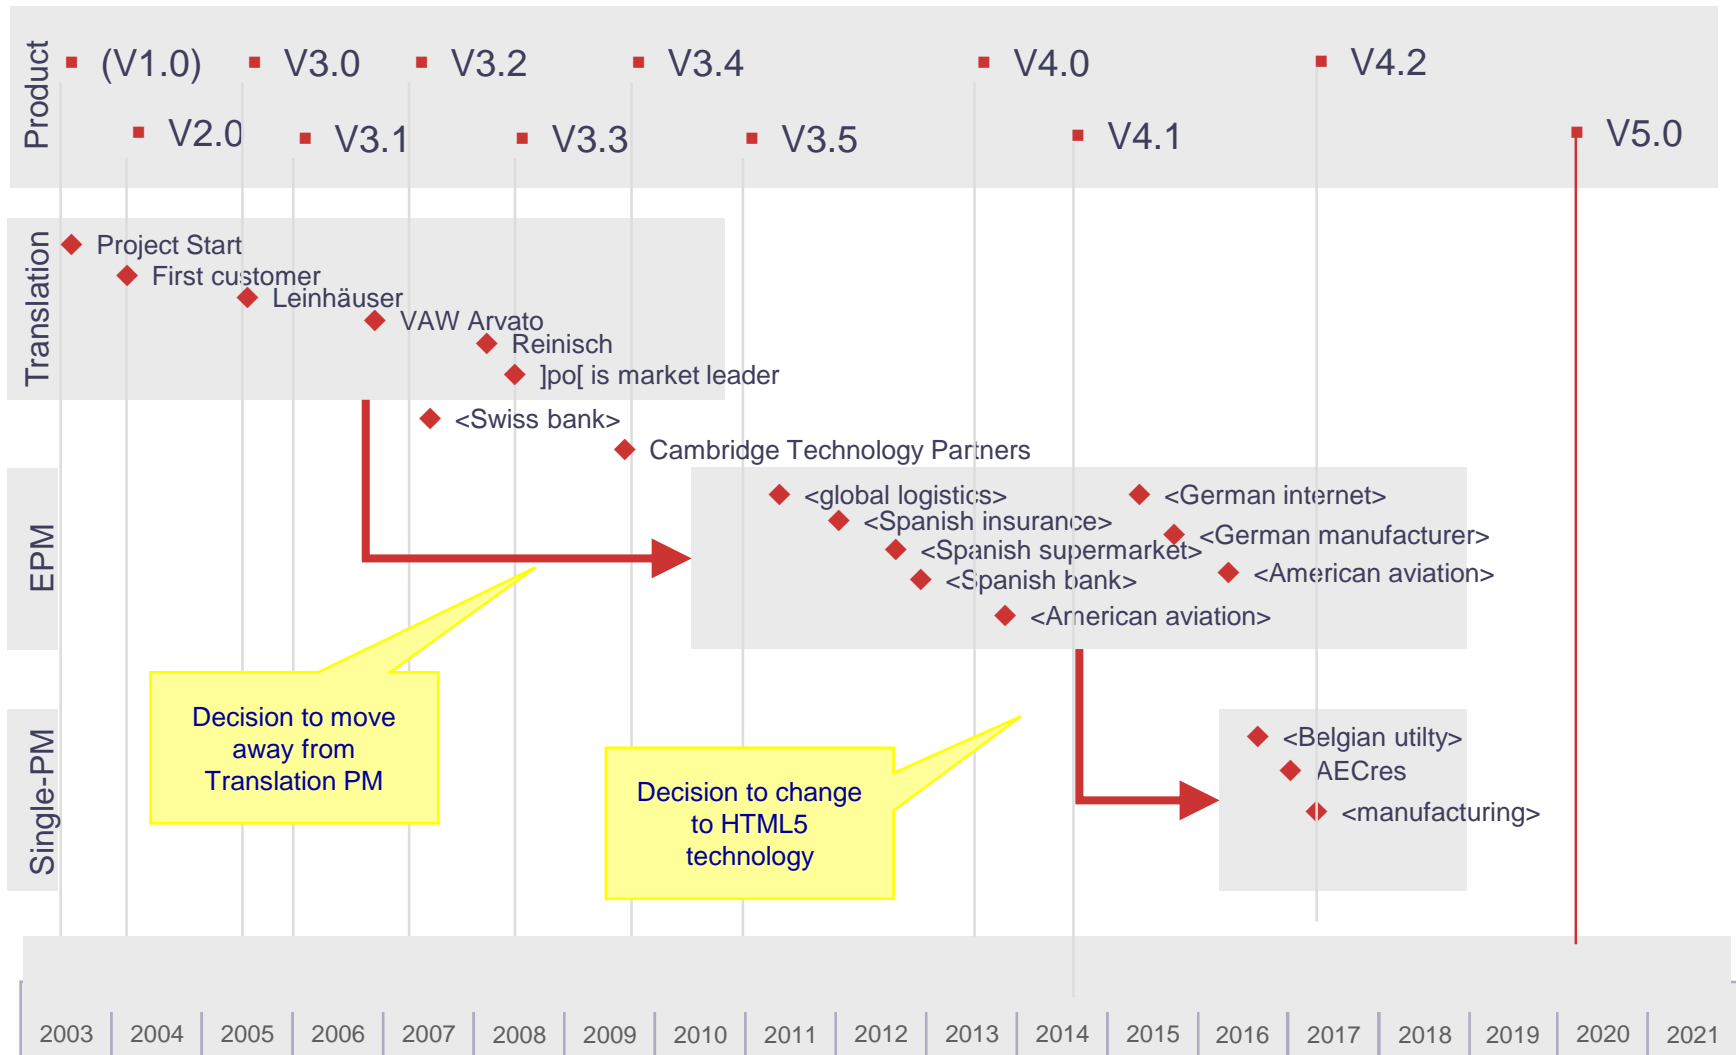 Product
(V1.0)
V3.0
V3.2
V3.4
V4.0
V4.2
V2.0
V3.1
V3.3
V3.5
V4.1
V5.0
Translation
Project Start
First customer
Leinhäuser
VAW Arvato
Reinisch
]po[ is market leader
<Swiss bank>
Cambridge Technology Partners
EPM
<global logistics>
<German internet>
<Spanish insurance>
<German manufacturer>
<Spanish supermarket>
<American aviation>
<Spanish bank>
<American aviation>
Decision to move
away from
Translation PM
Single-PM
<Belgian utilty>
AECres
<manufacturing>
Decision to change
to HTML5
technology
2003 2004 2005 2006 2007 2008 2009 2010 2011 2012 2013 2014 2015 2016 2017 2018 2019 2020 2021